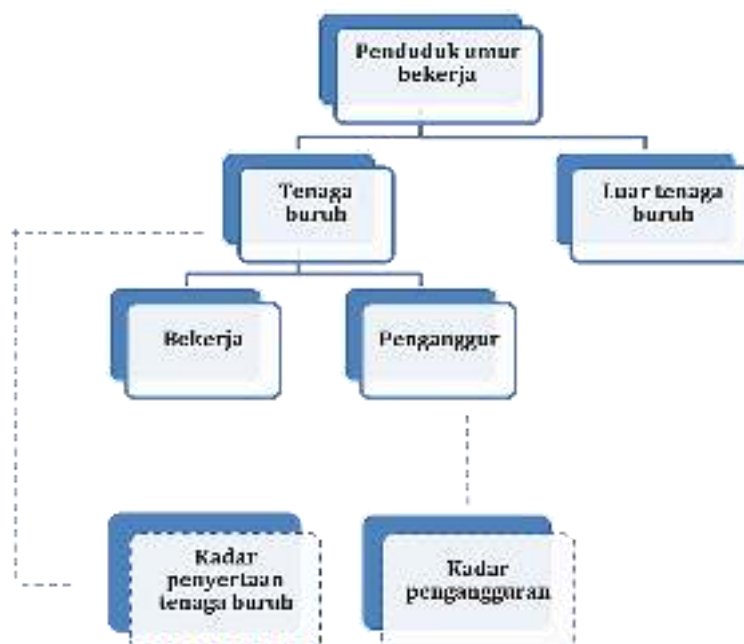 Penduduk umur
bekerja
Tenaga
buruh
Luar tenaga
buruh
Bekerja
Penganggur
Kadar
penyertaan
tenaga buruh
Kadar
pengangguran